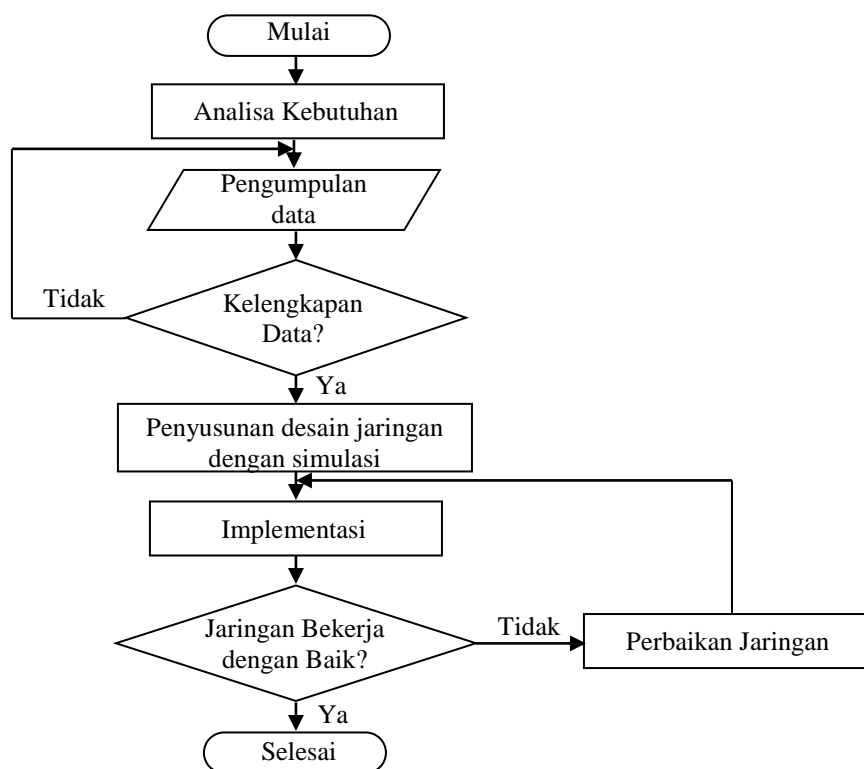 Mulai
Analisa Kebutuhan
Pengumpulan
data
Tidak
Kelengkapan
Data?
Ya
Penyusunan desain jaringan
dengan simulasi
Implementasi
Jaringan Bekerja
dengan Baik?
Tidak
Perbaikan Jaringan
Ya
Selesai